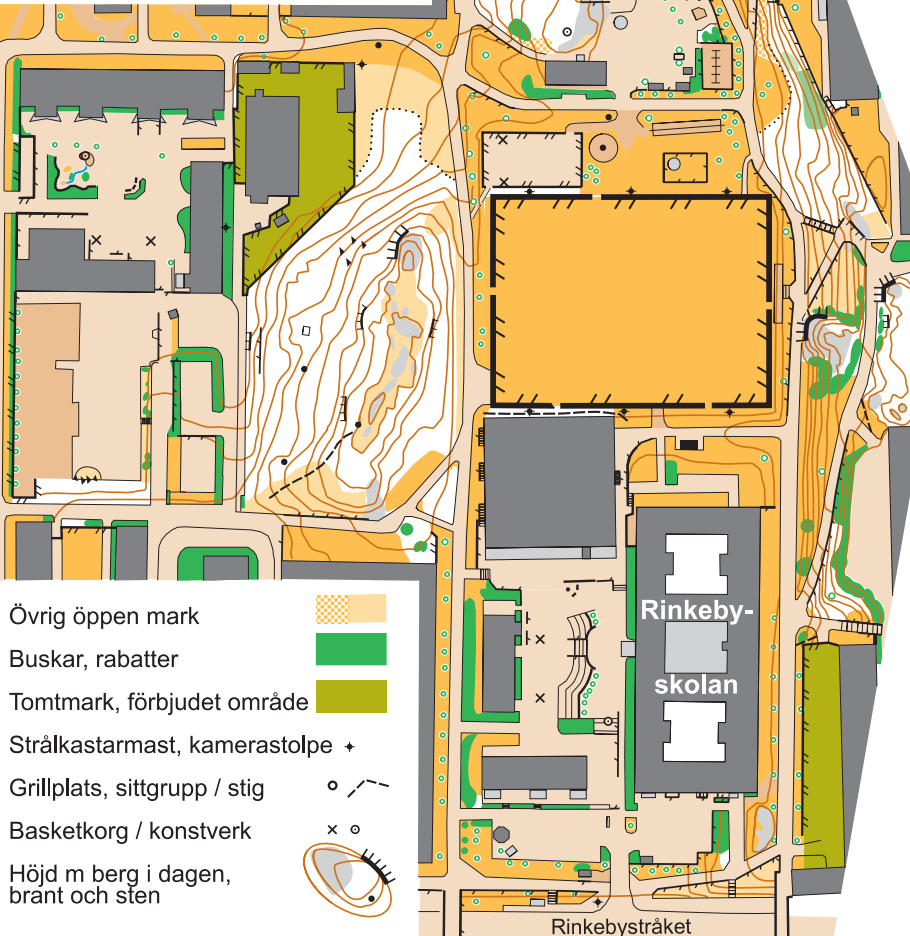 Rinkeby-
skolan
Övrig öppen mark
Buskar, rabatter
Tomtmark, förbjudet område
Strålkastarmast, kamerastolpe
Grillplats, sittgrupp / stig
Basketkorg / konstverk
Höjd m berg i dagen,
brant och sten
Rinkebystråket